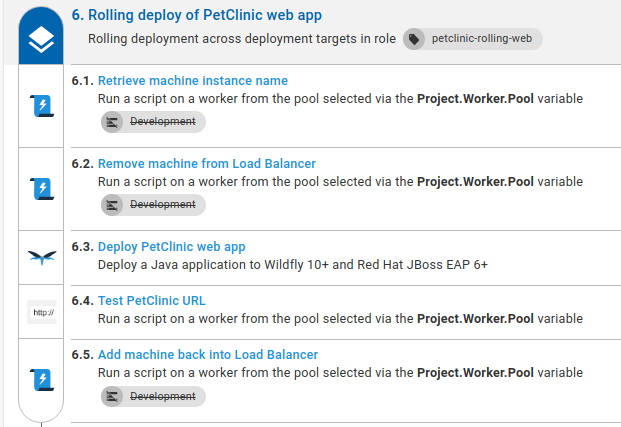 6. Rolling deploy of PetClinic web app
Rolling deployment across deployment targets in role petclinic-rolling-web
6.1. Retrieve machine instance name
Run a script on a worker from the pool selected via the Project.Worker.Pool variable
Development
6.2. Remove machine from Load Balancer
Run a script on a worker from the pool selected via the Project.Worker.Pool variable
Development
6.3. Deploy PetClinic web app
Deploy a Java application to Wildfly 10+ and Red Hat JBoss EAP 6+
http://
6.4. Test PetClinic URL
Run a script on a worker from the pool selected via the Project.Worker.Pool variable
6.5. Add machine back into Load Balancer
Run a script on a worker from the pool selected via the Project.Worker.Pool variable
Development